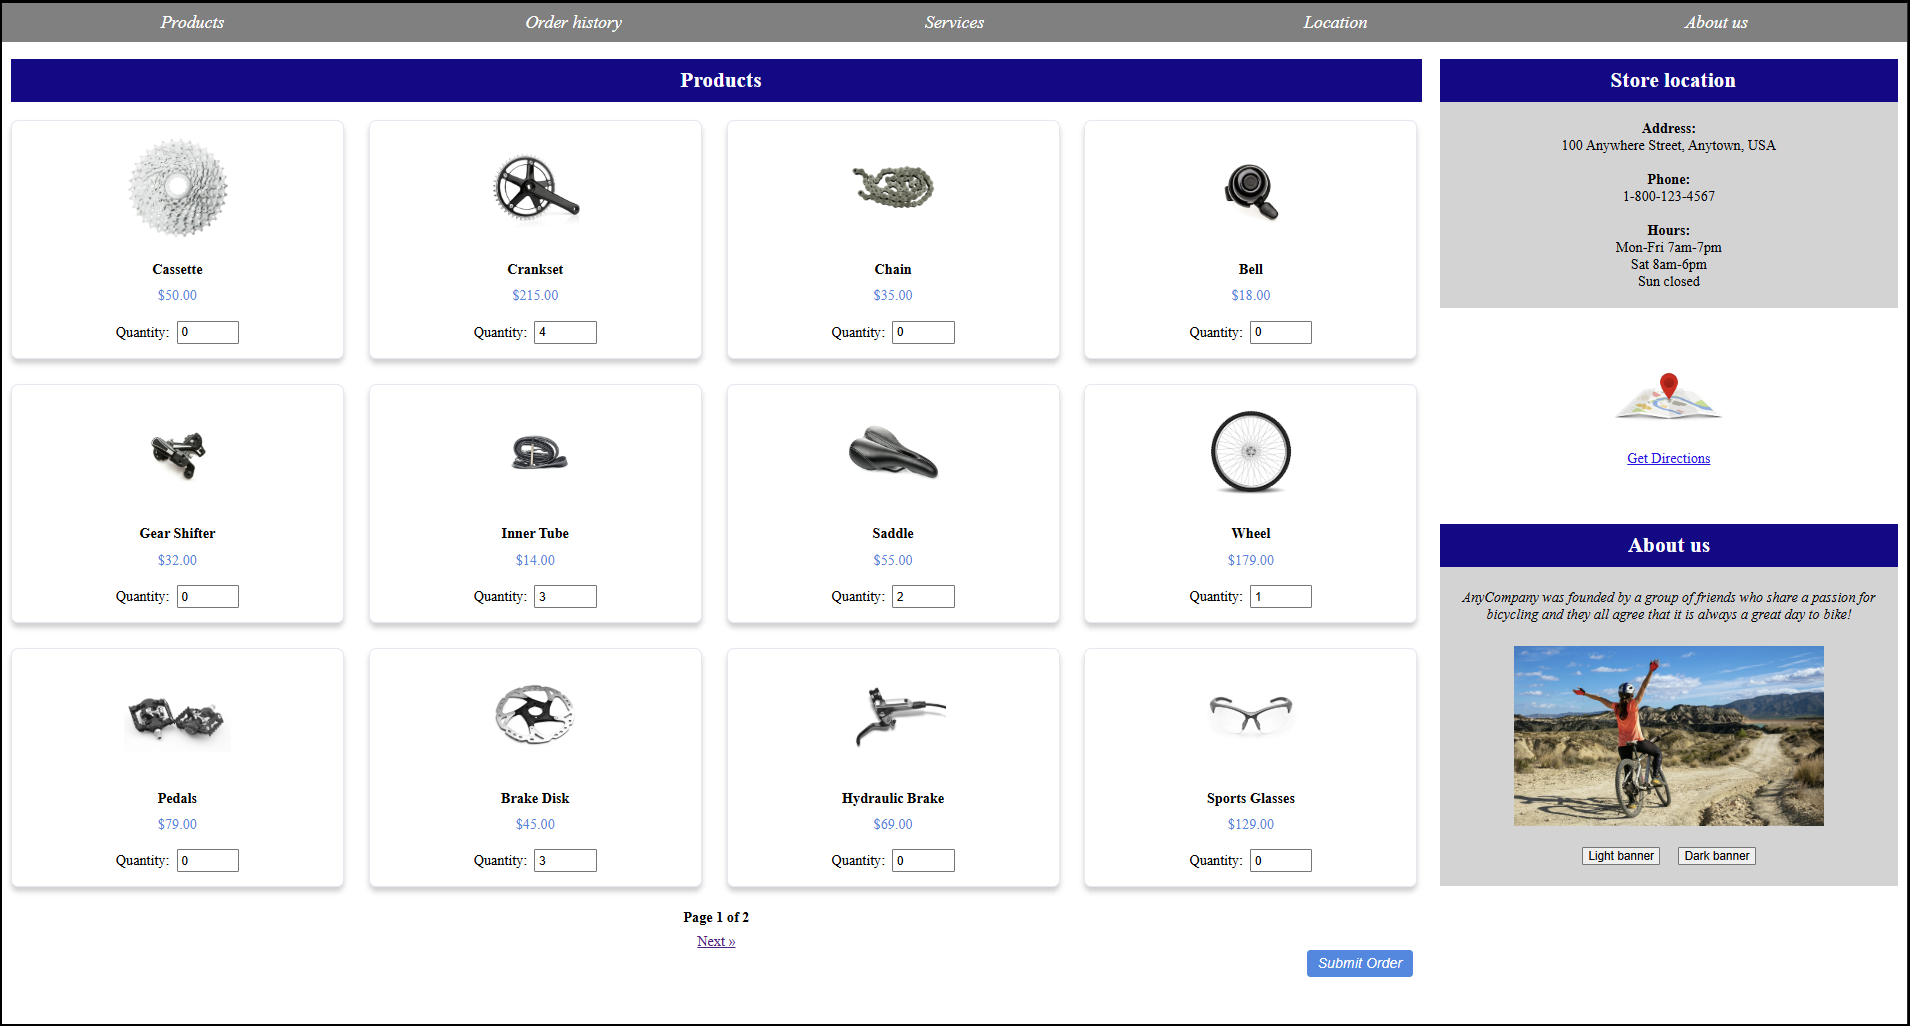 Products
Order history
Services
Location
About us
Products
Cassette
$50.00
Quantity: 0
Crankset
$215.00
Quantity: 4
Chain
$35.00
Quantity: 0
Bell
$18.00
Quantity: 0
Gear Shifter
$32.00
Quantity: 0
Inner Tube
$14.00
Quantity: 3
Saddle
$55.00
Quantity: 2
Wheel
$179.00
Quantity: 1
Pedals
$79.00
Quantity: 0
Brake Disk
$45.00
Quantity: 3
Hydraulic Brake
$69.00
Quantity: 0
Sports Glasses
$129.00
Quantity: 0
Page 1 of 2
Next »
Submit Order
Store location
Address:
100 Anywhere Street, Anytown, USA
Phone:
1-800-123-4567
Hours:
Mon-Fri 7am-7pm
Sat 8am-6pm
Sun closed
Get Directions
About us
AnyCompany was founded by a group of friends who share a passion for
bicycling and they all agree that it is always a great day to bike!
Light banner
Dark banner